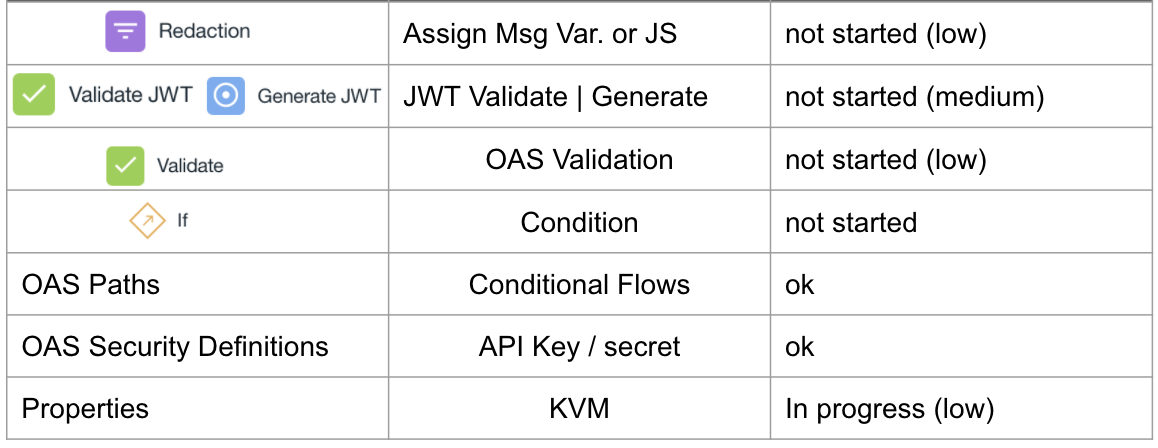 Redaction Assign Msg Var. or JS not started (low)
Validate JWT Generate JWT JWT Validate | Generate not started (medium)
Validate OAS Validation not started (low)
If Condition not started
OAS Paths Conditional Flows ok
OAS Security Definitions API Key / secret ok
Properties KVM In progress (low)